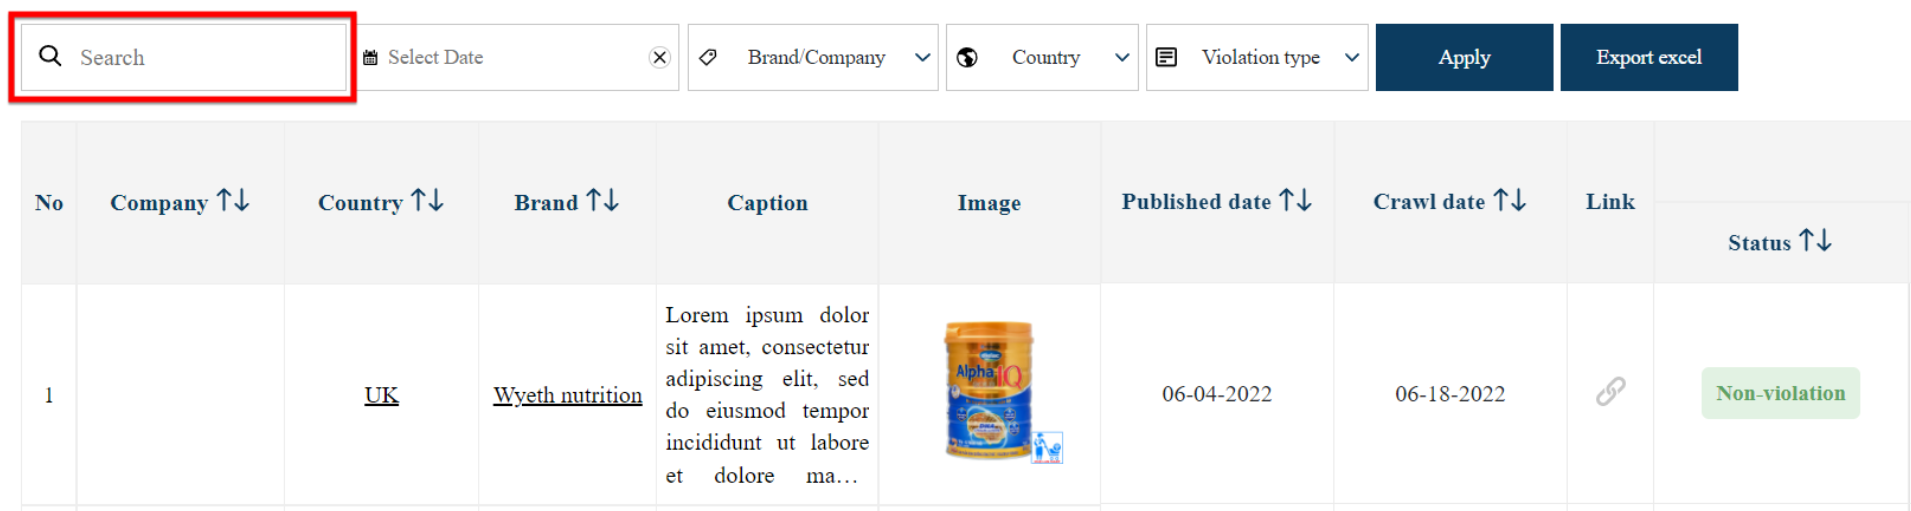 Search
Select Date
Brand/Company
Country
Violation type
Apply
Export excel
No
Company
Country
Brand
Caption
Image
Published date
Crawl date
Link
Status
1
UK
Wyeth nutrition
Lorem ipsum dolor
sit amet, consectetur
adipiscing elit, sed
do eiusmod tempor
incididunt ut labore
et dolore ma...
Alpha IQ
06-04-2022
06-18-2022
Non-violation